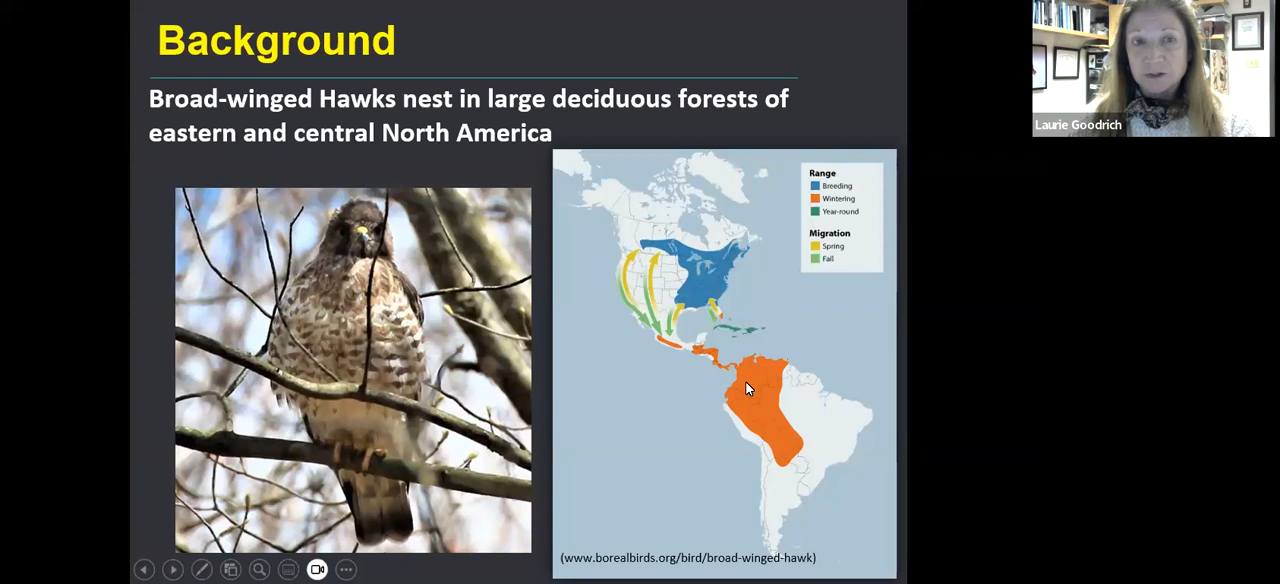 Background
Broad-winged Hawks nest in large deciduous forests of
eastern and central North America
Range
Breeding
Wintering
Year-round
Migration
Spring
Fall
(www.borealbirds.org/bird/broad-winged-hawk)
Laurie Goodrich